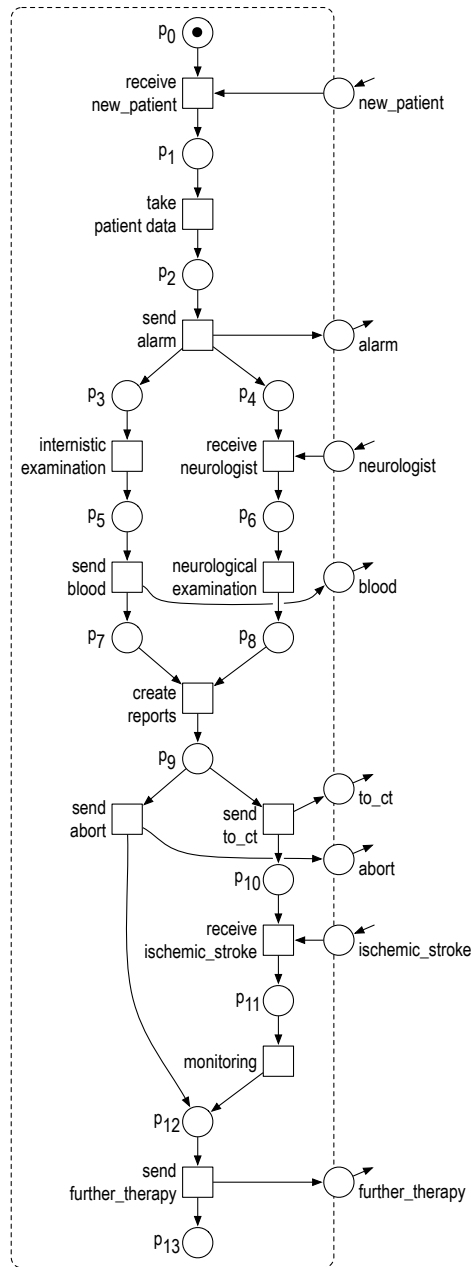 p0
receive
new_patient
new_patient
p1
take
patient data
p2
send
alarm
alarm
p3
p4
internistic
examination
receive
neurologist
neurologist
p5
p6
send
blood
neurological
examination
blood
p7
p8
create
reports
p9
send
abort
send
to_ct
to_ct
abort
p10
receive
ischemic_stroke
ischemic_stroke
p11
monitoring
p12
send
further_therapy
further_therapy
p13